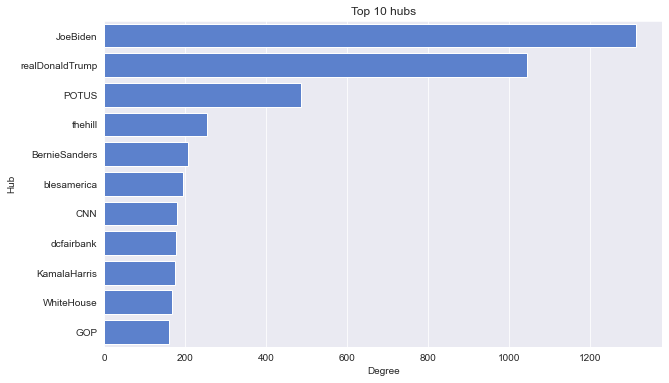 Top 10 hubs
JoeBiden
realDonaldTrump
POTUS
thehill
BernieSanders
blesamerica
CNN
dcfairbank
KamalaHarris
WhiteHouse
GOP
Hub
0 200 400 600 800 1000 1200
Degree